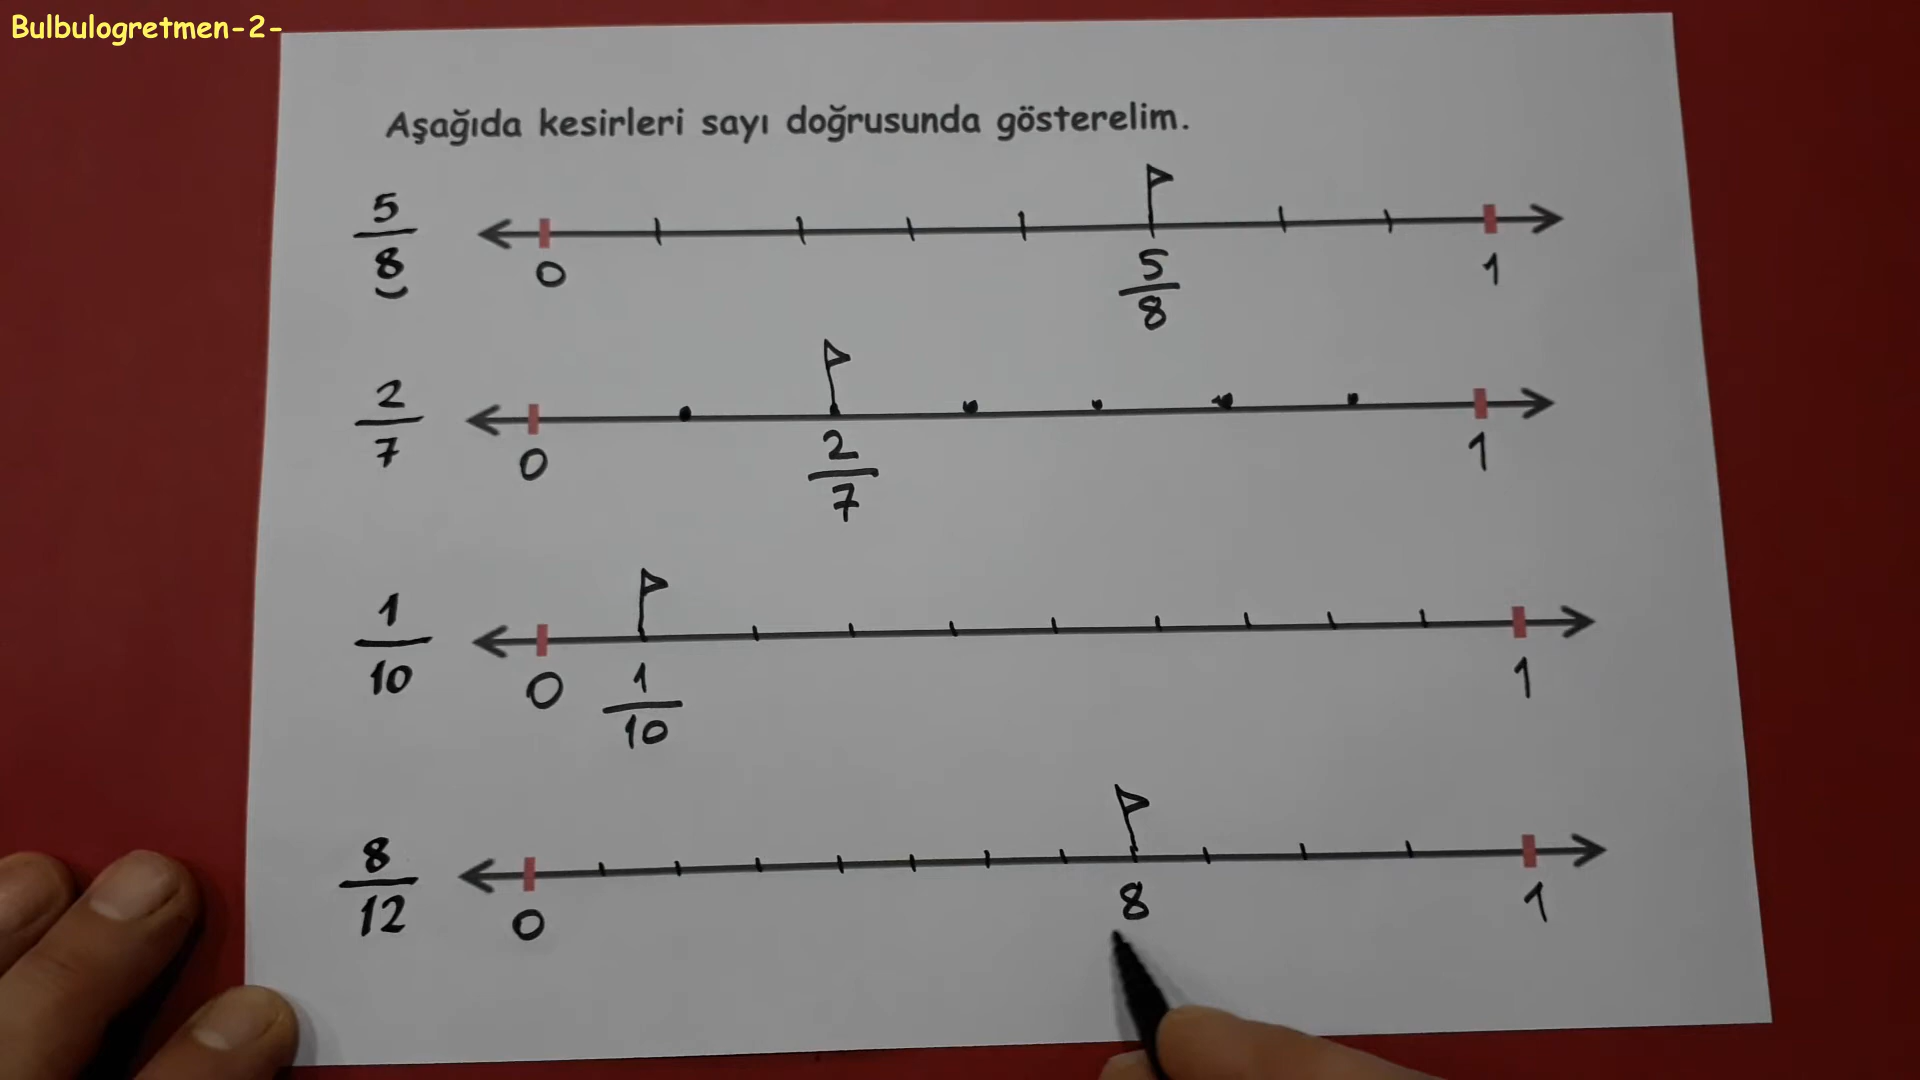 Bulbulogretmen-2-
Aşağıda kesirleri sayı doğrusunda gösterelim.
5/8
0 5/8 1
2/7
0 2/7 1
1/10
0 1/10 1
8/12
0 8 1